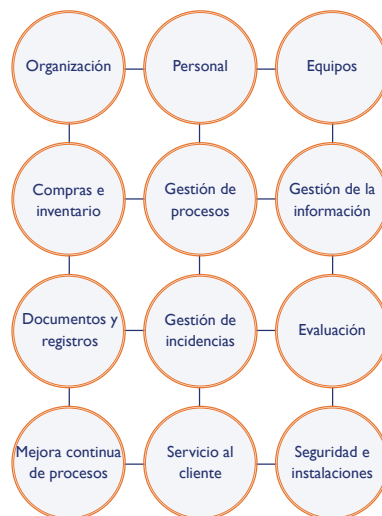 Organización
Personal
Equipos
Compras e
inventario
Gestión de
procesos
Gestión de la
información
Documentos y
registros
Gestión de
incidencias
Evaluación
Mejora continua
de procesos
Servicio al
cliente
Seguridad e
instalaciones